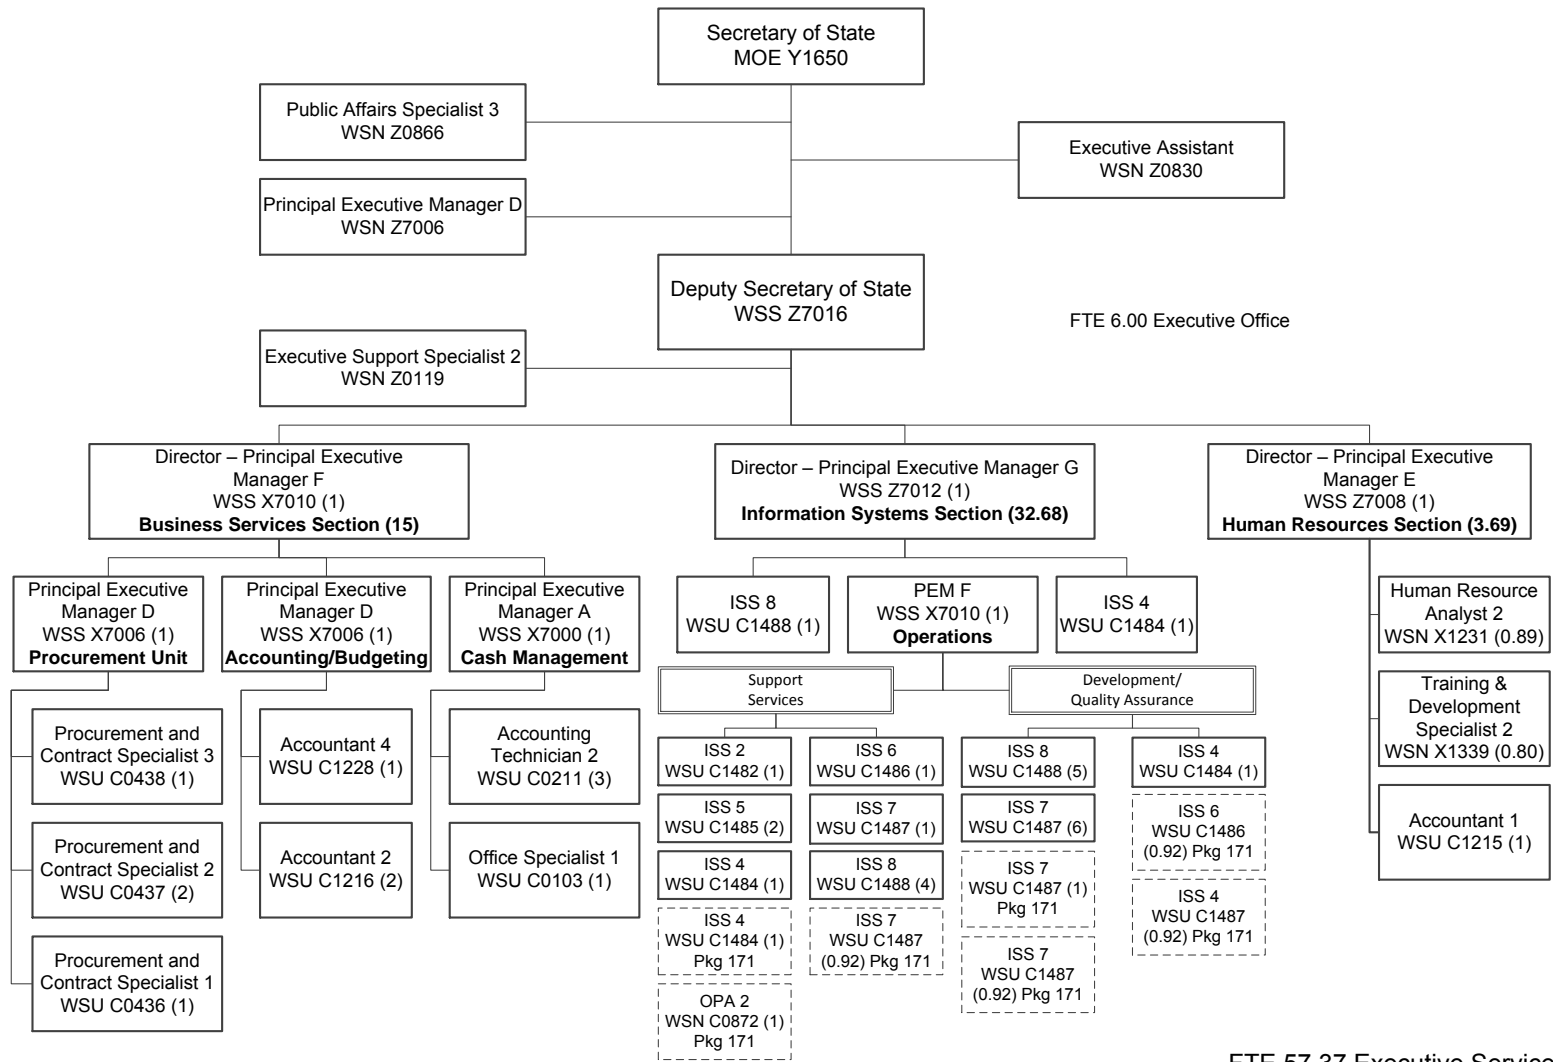 Secretary of State
MOE Y1650
Public Affairs Specialist 3
WSN Z0866
Executive Assistant
WSN Z0830
Principal Executive Manager D
WSN Z7006
Deputy Secretary of State
WSS Z7016
FTE 6.00 Executive Office
Executive Support Specialist 2
WSN Z0119
Director – Principal Executive
Manager F
WSS X7010 (1)
Business Services Section (15)
Director – Principal Executive Manager G
WSS Z7012 (1)
Information Systems Section (32.68)
Director – Principal Executive
Manager E
WSS Z7008 (1)
Human Resources Section (3.69)
Principal Executive
Manager D
WSS X7006 (1)
Procurement Unit
Principal Executive
Manager D
WSS X7006 (1)
Accounting/Budgeting
Principal Executive
Manager A
WSS X7000 (1)
Cash Management
ISS 8
WSU C1488 (1)
PEM F
WSS X7010 (1)
Operations
ISS 4
WSU C1484 (1)
Human Resource
Analyst 2
WSN X1231 (0.89)
Training &
Development
Specialist 2
WSN X1339 (0.80)
Accountant 1
WSU C1215 (1)
Procurement and
Contract Specialist 3
WSU C0438 (1)
Procurement and
Contract Specialist 2
WSU C0437 (2)
Procurement and
Contract Specialist 1
WSU C0436 (1)
Accountant 4
WSU C1228 (1)
Accountant 2
WSU C1216 (2)
Accounting
Technician 2
WSU C0211 (3)
Office Specialist 1
WSU C0103 (1)
Support
Services
Development/
Quality Assurance
ISS 2
WSU C1482 (1)
ISS 5
WSU C1485 (2)
ISS 4
WSU C1484 (1)
ISS 4
WSU C1484 (1)
Pkg 171
OPA 2
WSN C0872 (1)
Pkg 171
ISS 6
WSU C1486 (1)
ISS 7
WSU C1487 (1)
ISS 8
WSU C1488 (4)
ISS 7
WSU C1487
(0.92) Pkg 171
ISS 8
WSU C1488 (5)
ISS 7
WSU C1487 (6)
ISS 7
WSU C1487 (1)
Pkg 171
ISS 7
WSU C1487
(0.92) Pkg 171
ISS 4
WSU C1484 (1)
ISS 6
WSU C1486
(0.92) Pkg 171
ISS 4
WSU C1487
(0.92) Pkg 171